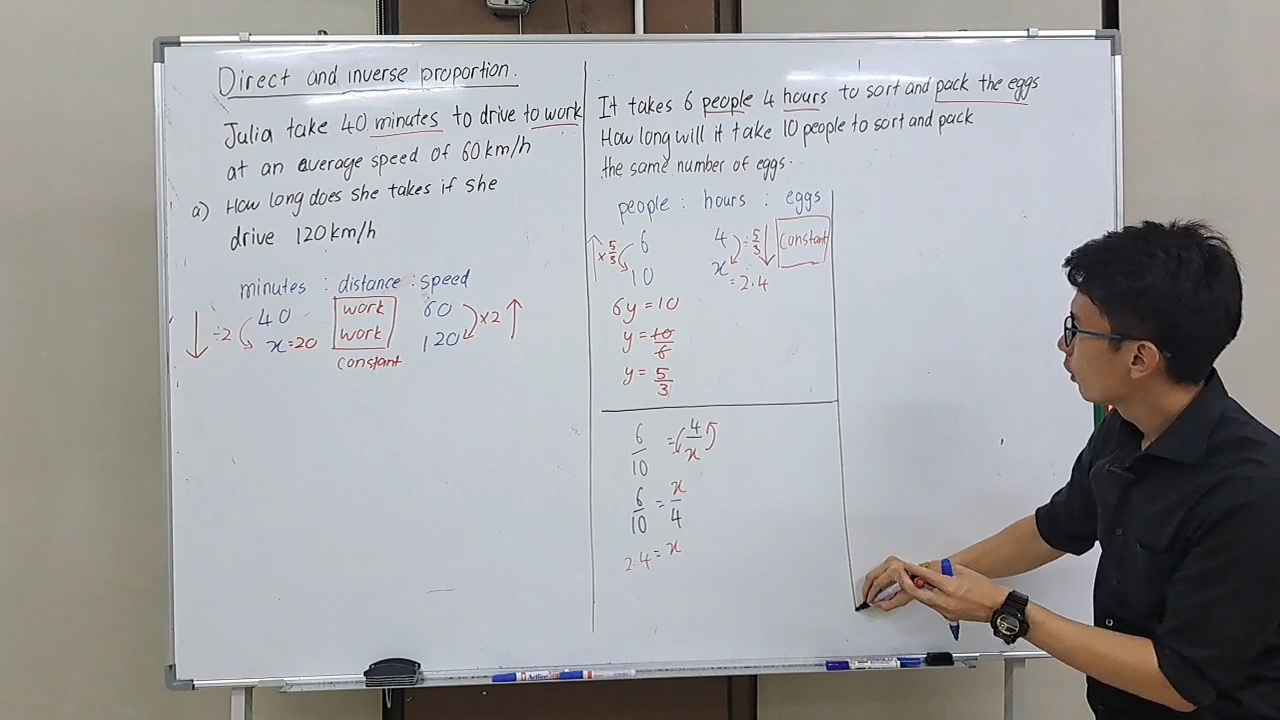 Direct and inverse proportion.
Julia take 40 minutes to drive to work
at an average speed of 60km/h
a) How long does she takes if she
drive 120km/h
minutes : distance : speed
÷2 40 work 60 ×2
x=20 work 120
constant
It takes 6 people 4 hours to sort and pack the eggs
How long will it take 10 people to sort and pack
the same number of eggs.
people : hours : eggs
×5/3 6 4 ÷5/3 constant
10 x
=2.4
6y=10
y=10/6
y=5/3
6/10 =(4/x)
6/10 = x/4
2.4=x
Artline